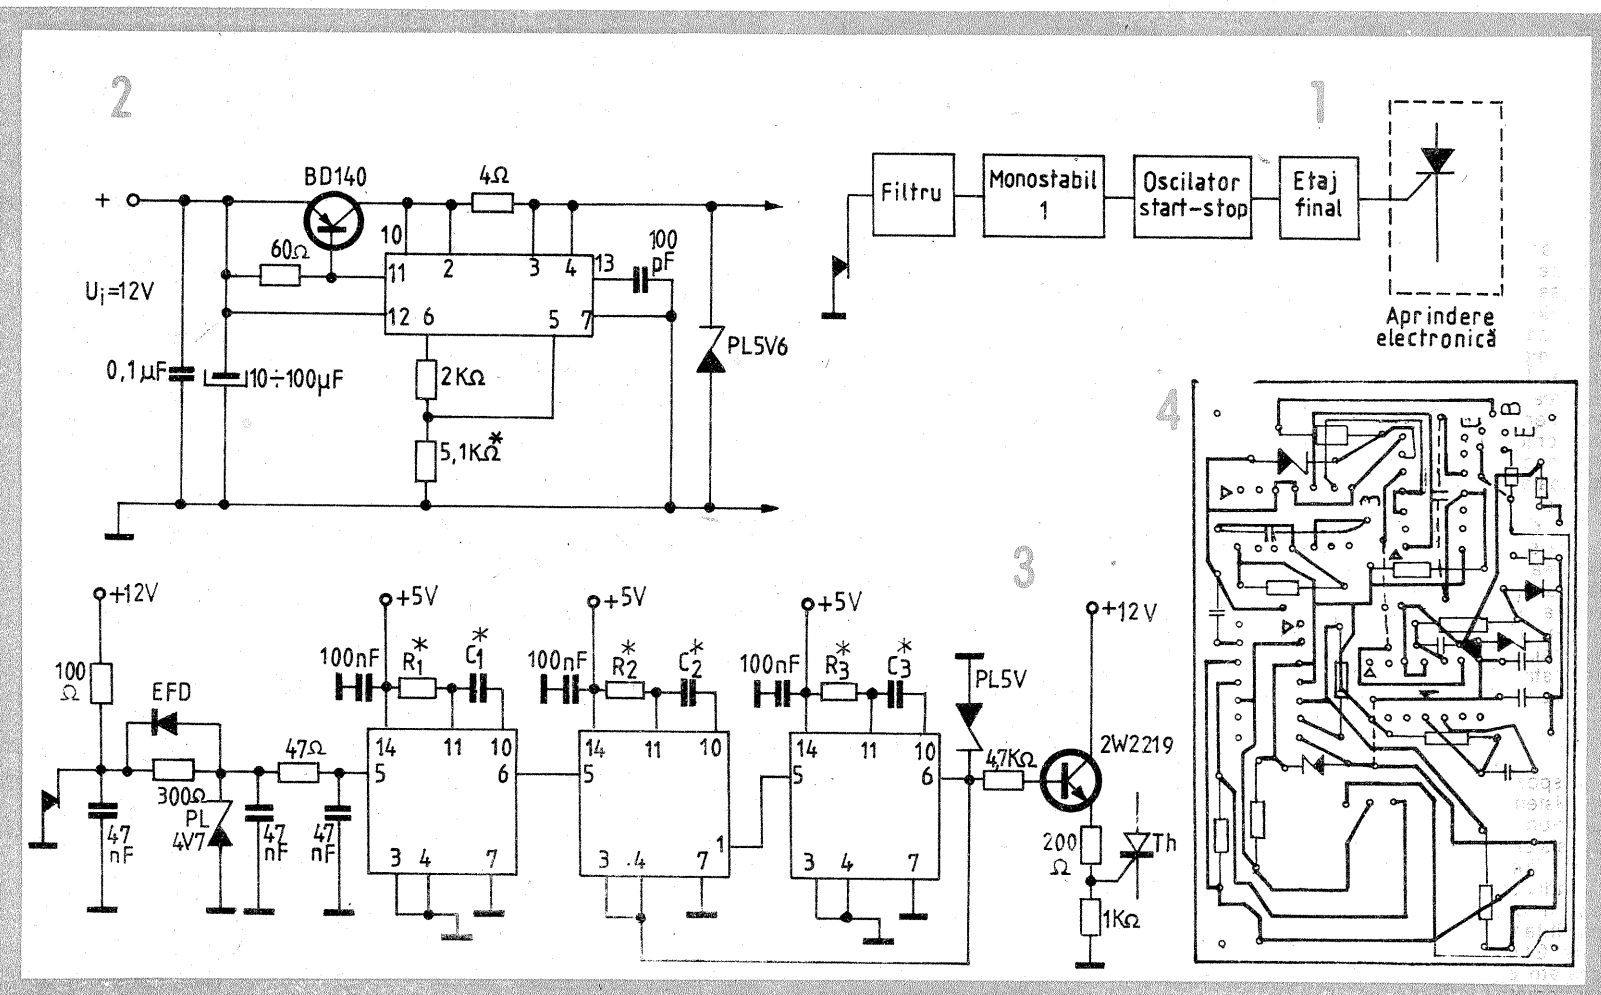 2
BD140
4Ω
+
10
60Ω
11
2
3
4
13
100
pF
Ui=12V
12
6
5
7
PL5V6
0,1µF
10÷100µF
2KΩ
5,1KΩ*
1
Filtru
Monostabil
1
Oscilator
start-stop
Etaj
final
Aprindere
electronică
4
B
E
3
+12V
100
Ω
EFD
300Ω
PL
4V7
47Ω
47
nF
47
nF
47
nF
+5V
100nF
R1*
C1*
14
11
10
5
6
3
4
7
+5V
100nF
R2*
C2*
14
11
10
5
1
3
.4
7
+5V
100nF
R3*
C3*
14
11
10
5
6
3
4
7
PL5V
4,7KΩ
+12V
2W2219
200
Ω
Th
1KΩ